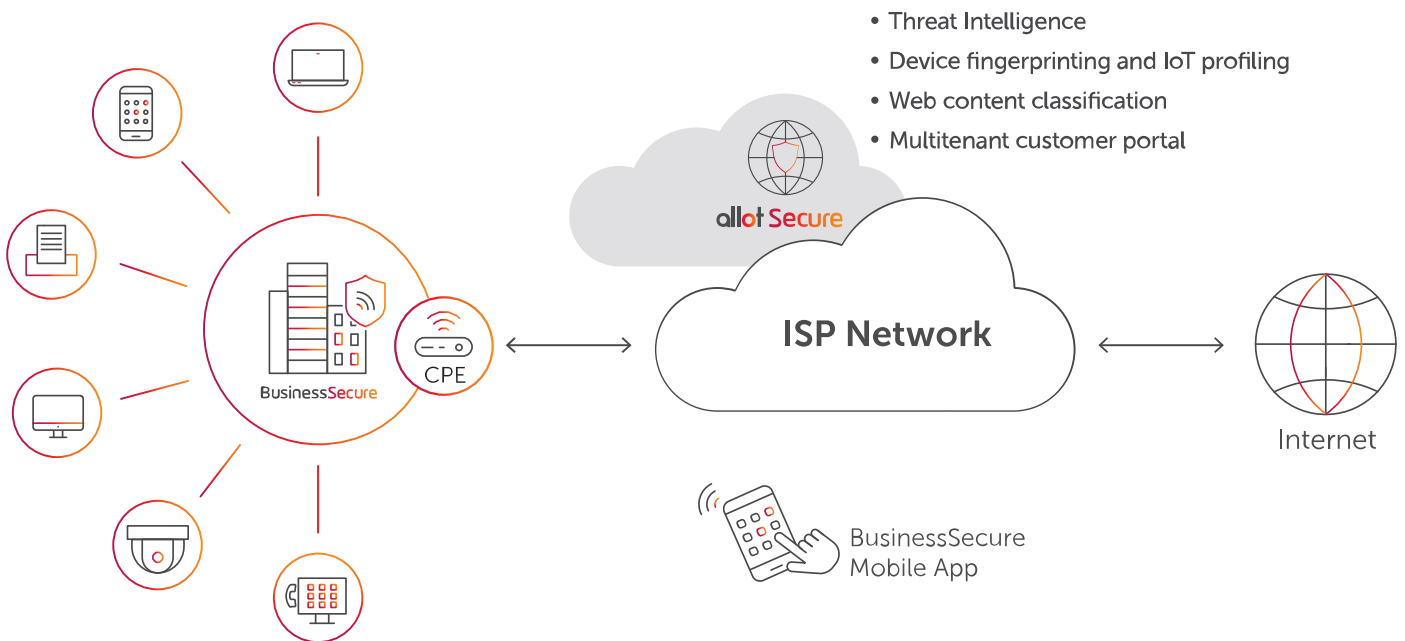 • Threat Intelligence
• Device fingerprinting and IoT profiling
• Web content classification
• Multitenant customer portal
allot Secure
ISP Network
CPE
BusinessSecure
Internet
BusinessSecure
Mobile App